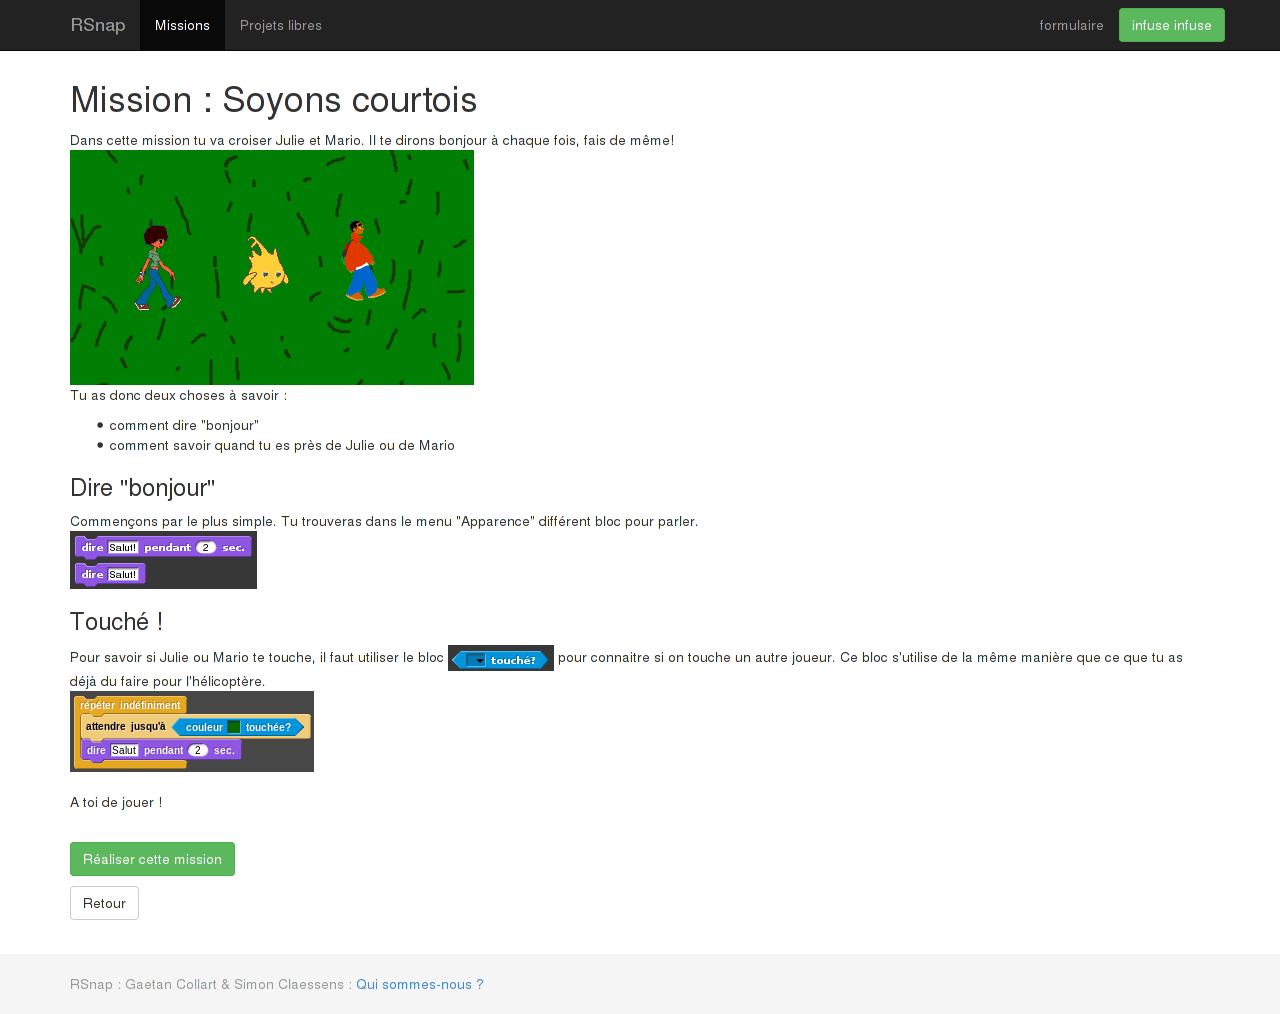 RSnap Missions Projets libres formulaire infuse infuse
Mission : Soyons courtois
Dans cette mission tu va croiser Julie et Mario. Il te dirons bonjour à chaque fois, fais de même!
Tu as donc deux choses à savoir :
• comment dire "bonjour"
• comment savoir quand tu es près de Julie ou de Mario
Dire "bonjour"
Commençons par le plus simple. Tu trouveras dans le menu "Apparence" différent bloc pour parler.
dire Salut! pendant 2 sec.
dire Salut!
Touché !
Pour savoir si Julie ou Mario te touche, il faut utiliser le bloc touché? pour connaitre si on touche un autre joueur. Ce bloc s'utilise de la même manière que ce que tu as
déjà du faire pour l'hélicoptère.
répéter indéfiniment
attendre jusqu'à couleur touchée?
dire Salut pendant 2 sec.
A toi de jouer !
Réaliser cette mission
Retour
RSnap : Gaetan Collart & Simon Claessens : Qui sommes-nous ?